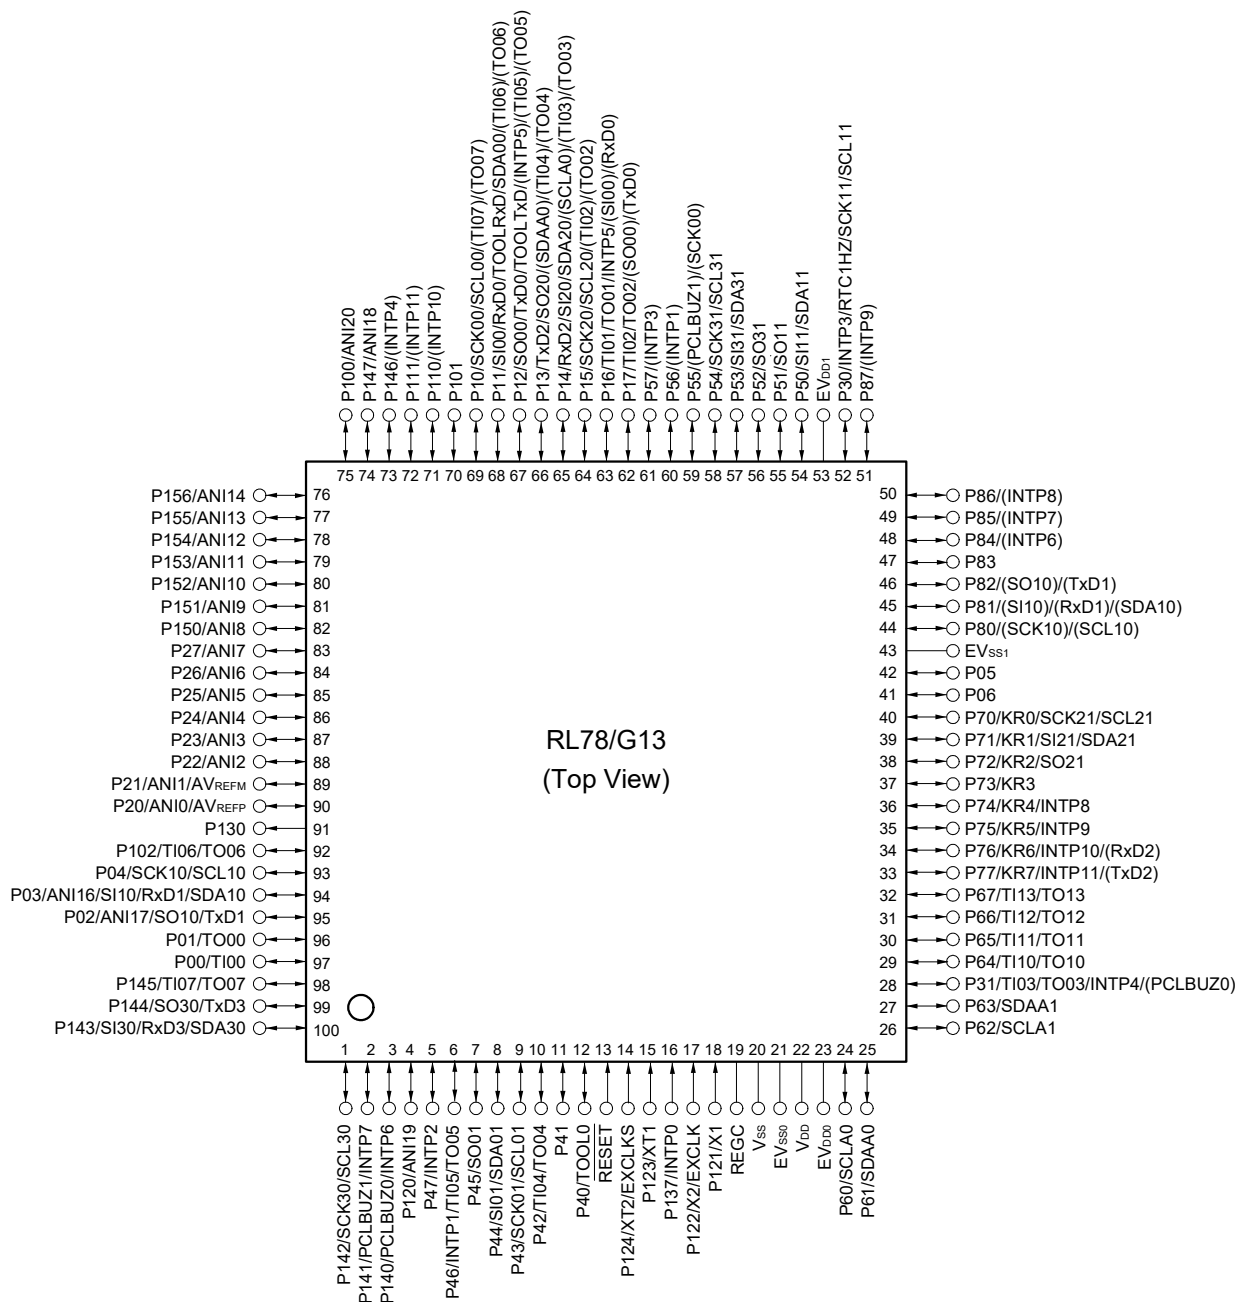 P100/ANI20
P147/ANI18
P146/(INTP4)
P111/(INTP11)
P110/(INTP10)
P101
P10/SCK00/SCL00/(TI07)/(TO07)
P11/SI00/RxD0/TOOLRxD/SDA00/(TI06)/(TO06)
P12/SO00/TxD0/TOOLTxD/(INTP5)/(TI05)/(TO05)
P13/TxD2/SO20/(SDAA0)/(TI04)/(TO04)
P14/RxD2/SI20/SDA20/(SCLA0)/(TI03)/(TO03)
P15/SCK20/SCL20/(TI02)/(TO02)
P16/TI01/TO01/INTP5/(SI00)/(RxD0)
P17/TI02/TO02/(SO00)/(TxD0)
P57/(INTP3)
P56/(INTP1)
P55/(PCLBUZ1)/(SCK00)
P54/SCK31/SCL31
P53/SI31/SDA31
P52/SO31
P51/SO11
P50/SI11/SDA11
EVDD1
P30/INTP3/RTC1HZ/SCK11/SCL11
P87/(INTP9)
75 74 73 72 71 70 69 68 67 66 65 64 63 62 61 60 59 58 57 56 55 54 53 52 51
P156/ANI14 76
P155/ANI13 77
P154/ANI12 78
P153/ANI11 79
P152/ANI10 80
P151/ANI9 81
P150/ANI8 82
P27/ANI7 83
P26/ANI6 84
P25/ANI5 85
P24/ANI4 86
P23/ANI3 87
P22/ANI2 88
P21/ANI1/AVREFM 89
P20/ANI0/AVREFP 90
P130 91
P102/TI06/TO06 92
P04/SCK10/SCL10 93
P03/ANI16/SI10/RxD1/SDA10 94
P02/ANI17/SO10/TxD1 95
P01/TO00 96
P00/TI00 97
P145/TI07/TO07 98
P144/SO30/TxD3 99
P143/SI30/RxD3/SDA30 100
RL78/G13
(Top View)
50 P86/(INTP8)
49 P85/(INTP7)
48 P84/(INTP6)
47 P83
46 P82/(SO10)/(TxD1)
45 P81/(SI10)/(RxD1)/(SDA10)
44 P80/(SCK10)/(SCL10)
43 EVSS1
42 P05
41 P06
40 P70/KR0/SCK21/SCL21
39 P71/KR1/SI21/SDA21
38 P72/KR2/SO21
37 P73/KR3
36 P74/KR4/INTP8
35 P75/KR5/INTP9
34 P76/KR6/INTP10/(RxD2)
33 P77/KR7/INTP11/(TxD2)
32 P67/TI13/TO13
31 P66/TI12/TO12
30 P65/TI11/TO11
29 P64/TI10/TO10
28 P31/TI03/TO03/INTP4/(PCLBUZ0)
27 P63/SDAA1
26 P62/SCLA1
1 2 3 4 5 6 7 8 9 10 11 12 13 14 15 16 17 18 19 20 21 22 23 24 25
P142/SCK30/SCL30
P141/PCLBUZ1/INTP7
P140/PCLBUZ0/INTP6
P120/ANI19
P47/INTP2
P46/INTP1/TI05/TO05
P45/SO01
P44/SI01/SDA01
P43/SCK01/SCL01
P42/TI04/TO04
P41
P40/TOOL0
RESET
P124/XT2/EXCLKS
P123/XT1
P137/INTP0
P122/X2/EXCLK
P121/X1
REGC
VSS
EVSS0
VDD
EVDD0
P60/SCLA0
P61/SDAA0